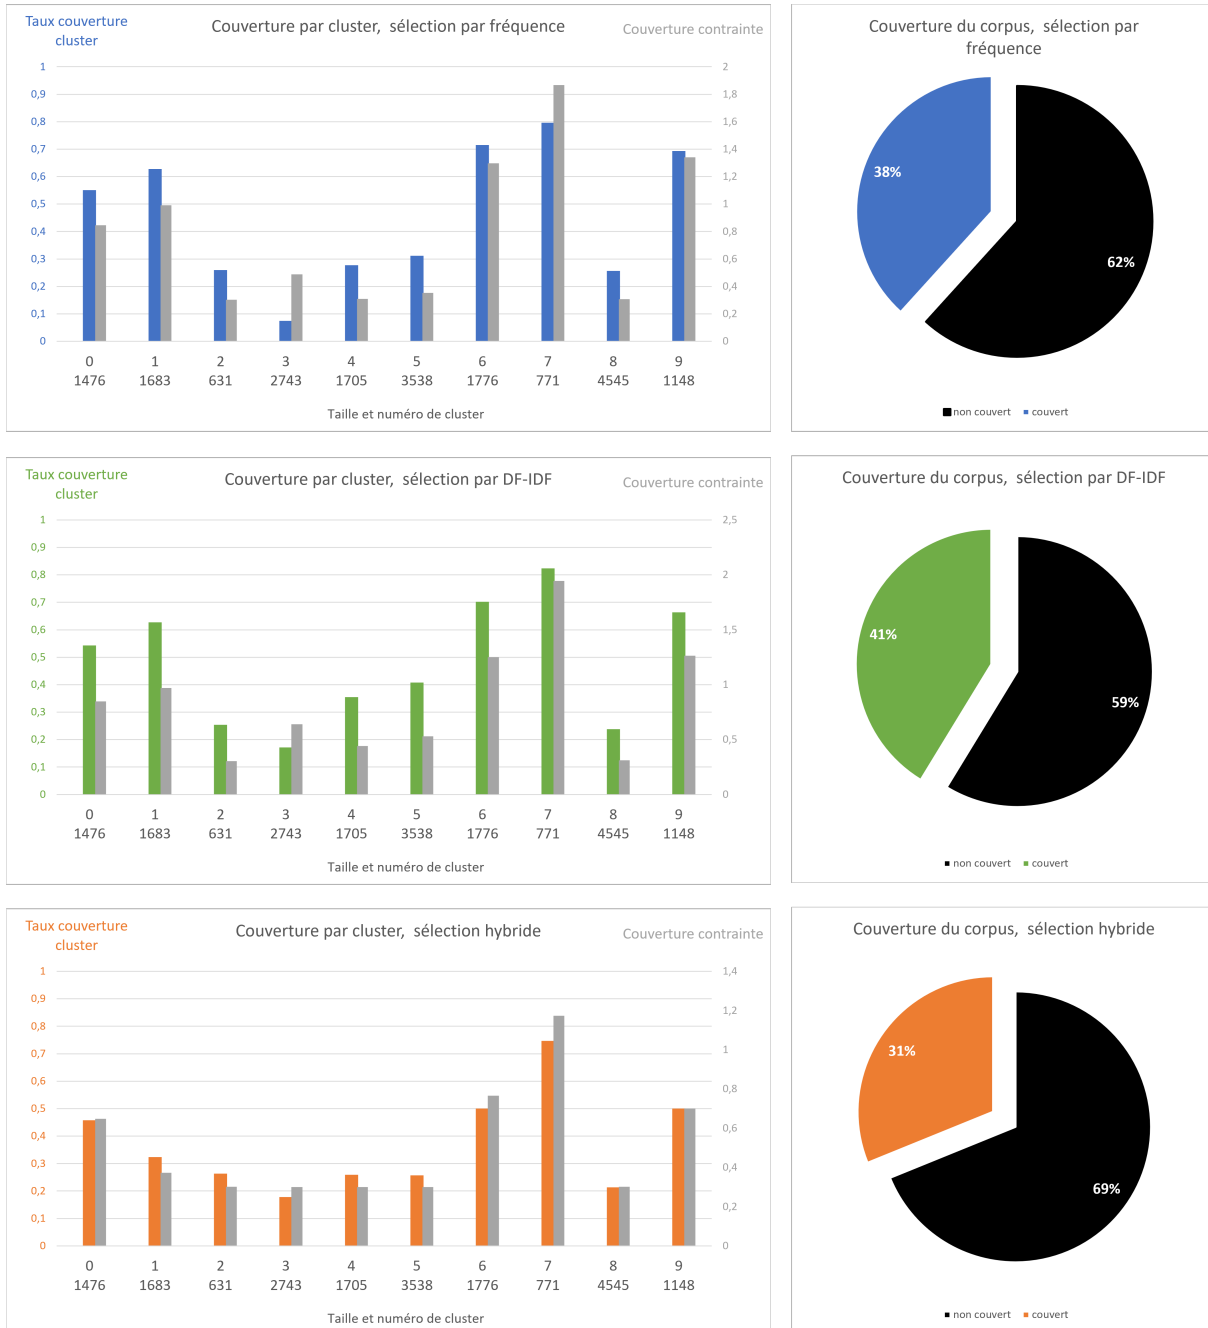 Taux couverture
cluster
Couverture par cluster,  sélection par fréquence
Couverture contrainte
1
0,9
0,8
0,7
0,6
0,5
0,4
0,3
0,2
0,1
0
2
1,8
1,6
1,4
1,2
1
0,8
0,6
0,4
0,2
0
0 1 2 3 4 5 6 7 8 9
1476 1683 631 2743 1705 3538 1776 771 4545 1148
Taille et numéro de cluster
Couverture du corpus,  sélection par
fréquence
38%
62%
non couvert couvert
Taux couverture
cluster
Couverture par cluster,  sélection par DF-IDF
Couverture contrainte
1
0,9
0,8
0,7
0,6
0,5
0,4
0,3
0,2
0,1
0
2,5
2
1,5
1
0,5
0
0 1 2 3 4 5 6 7 8 9
1476 1683 631 2743 1705 3538 1776 771 4545 1148
Taille et numéro de cluster
Couverture du corpus,  sélection par DF-IDF
41%
59%
non couvert couvert
Taux couverture
cluster
Couverture par cluster,  sélection hybride
Couverture contrainte
1
0,9
0,8
0,7
0,6
0,5
0,4
0,3
0,2
0,1
0
1,4
1,2
1
0,8
0,6
0,4
0,2
0
0 1 2 3 4 5 6 7 8 9
1476 1683 631 2743 1705 3538 1776 771 4545 1148
Taille et numéro de cluster
Couverture du corpus,  sélection hybride
31%
69%
non couvert couvert